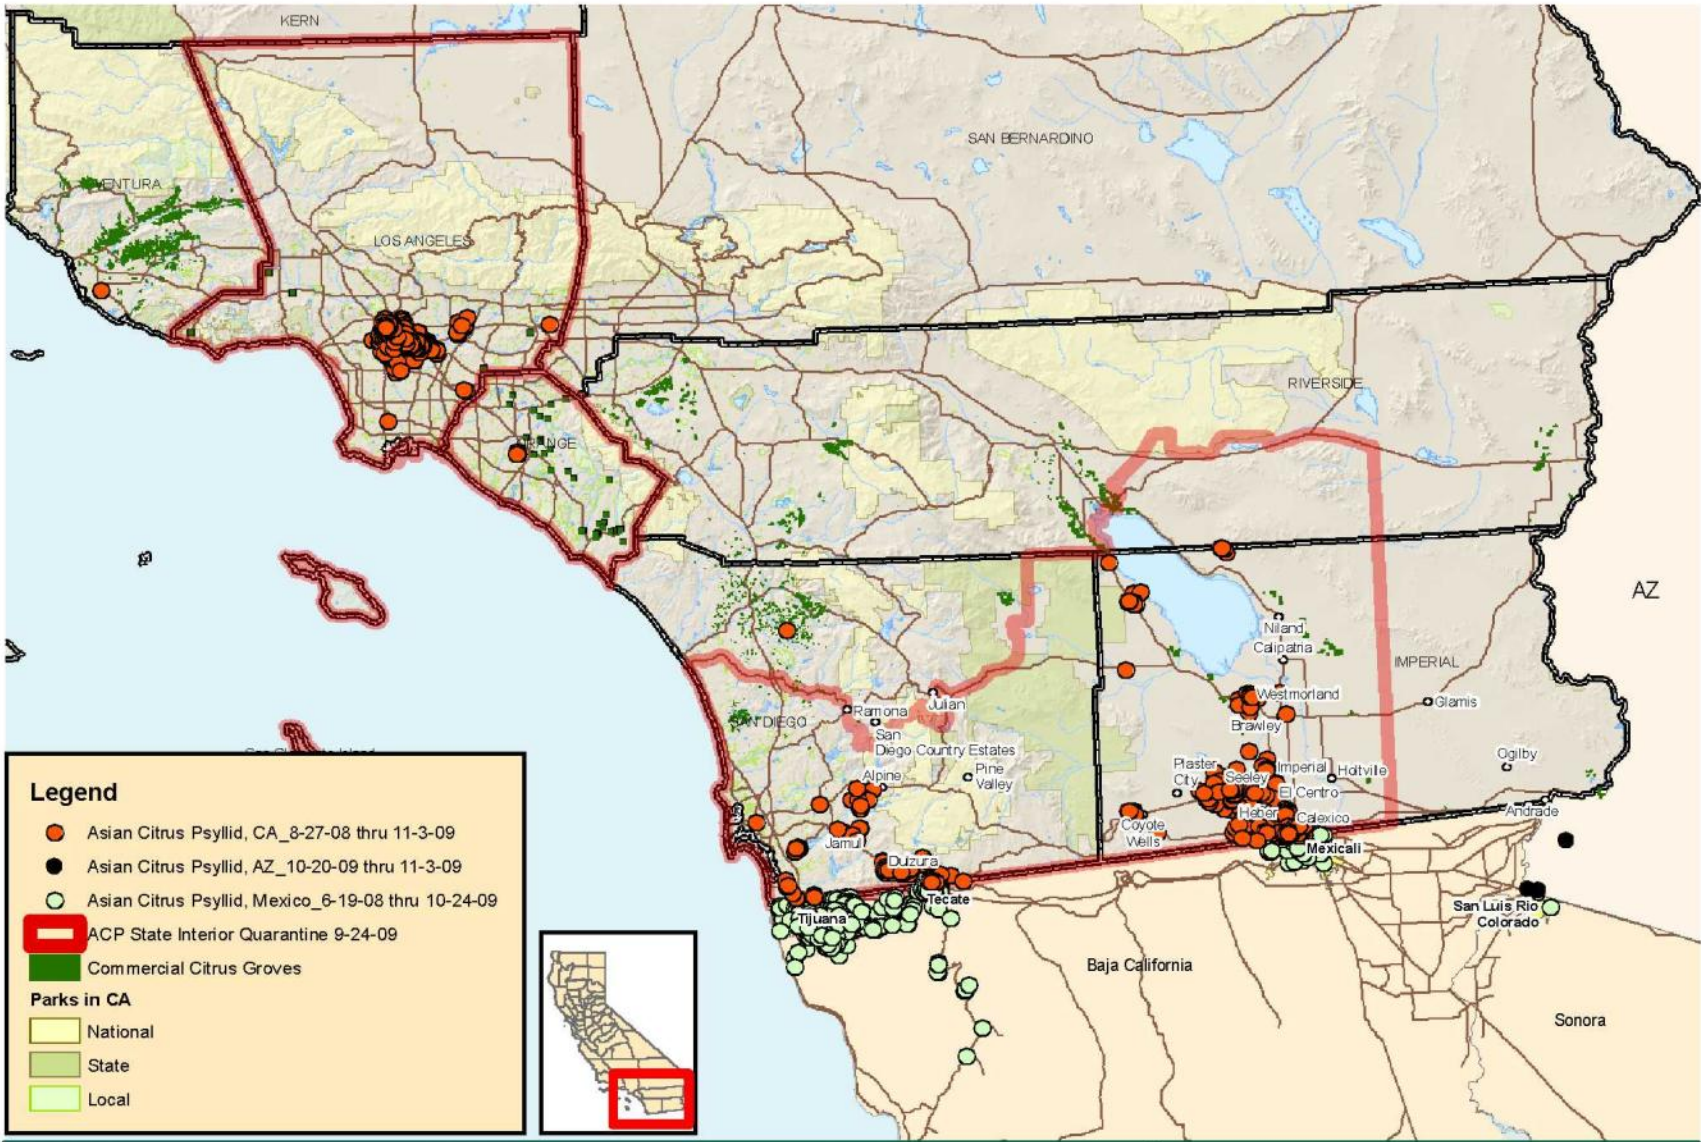 KERN
SAN BERNARDINO
VENTURA
LOS ANGELES
RIVERSIDE
AZ
Niland
Calipatria
IMPERIAL
Westmorland
Glamis
Brawley
SAN DIEGO
Ramona
Julian
San
Diego Country Estates
Pine
Valley
Alpine
Ogilby
Plaster
City
Seeley
Imperial
Holtville
El Centro
Heber
Calexico
Andrade
Coyote
Wells
Jamul
Mexicali
Dulzura
Tecate
Tijuana
San Luis Rio
Colorado
Baja California
Sonora
Legend
Asian Citrus Psyllid, CA_8-27-08 thru 11-3-09
Asian Citrus Psyllid, AZ_10-20-09 thru 11-3-09
Asian Citrus Psyllid, Mexico_6-19-08 thru 10-24-09
ACP State Interior Quarantine 9-24-09
Commercial Citrus Groves
Parks in CA
National
State
Local